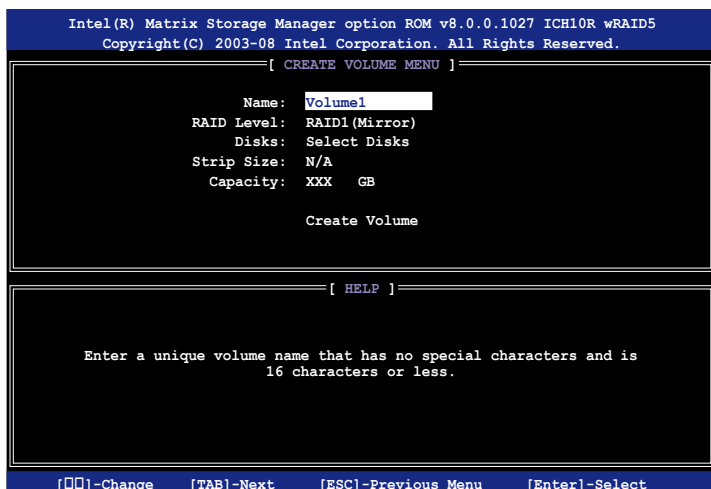 Intel(R) Matrix Storage Manager option ROM v8.0.0.1027 ICH10R wRAID5
Copyright(C) 2003-08 Intel Corporation. All Rights Reserved.
[ CREATE VOLUME MENU ]
Name: Volume1
RAID Level: RAID1(Mirror)
Disks: Select Disks
Strip Size: N/A
Capacity: XXX GB
Create Volume
[ HELP ]
Enter a unique volume name that has no special characters and is
16 characters or less.
[▯▯]-Change [TAB]-Next [ESC]-Previous Menu [Enter]-Select